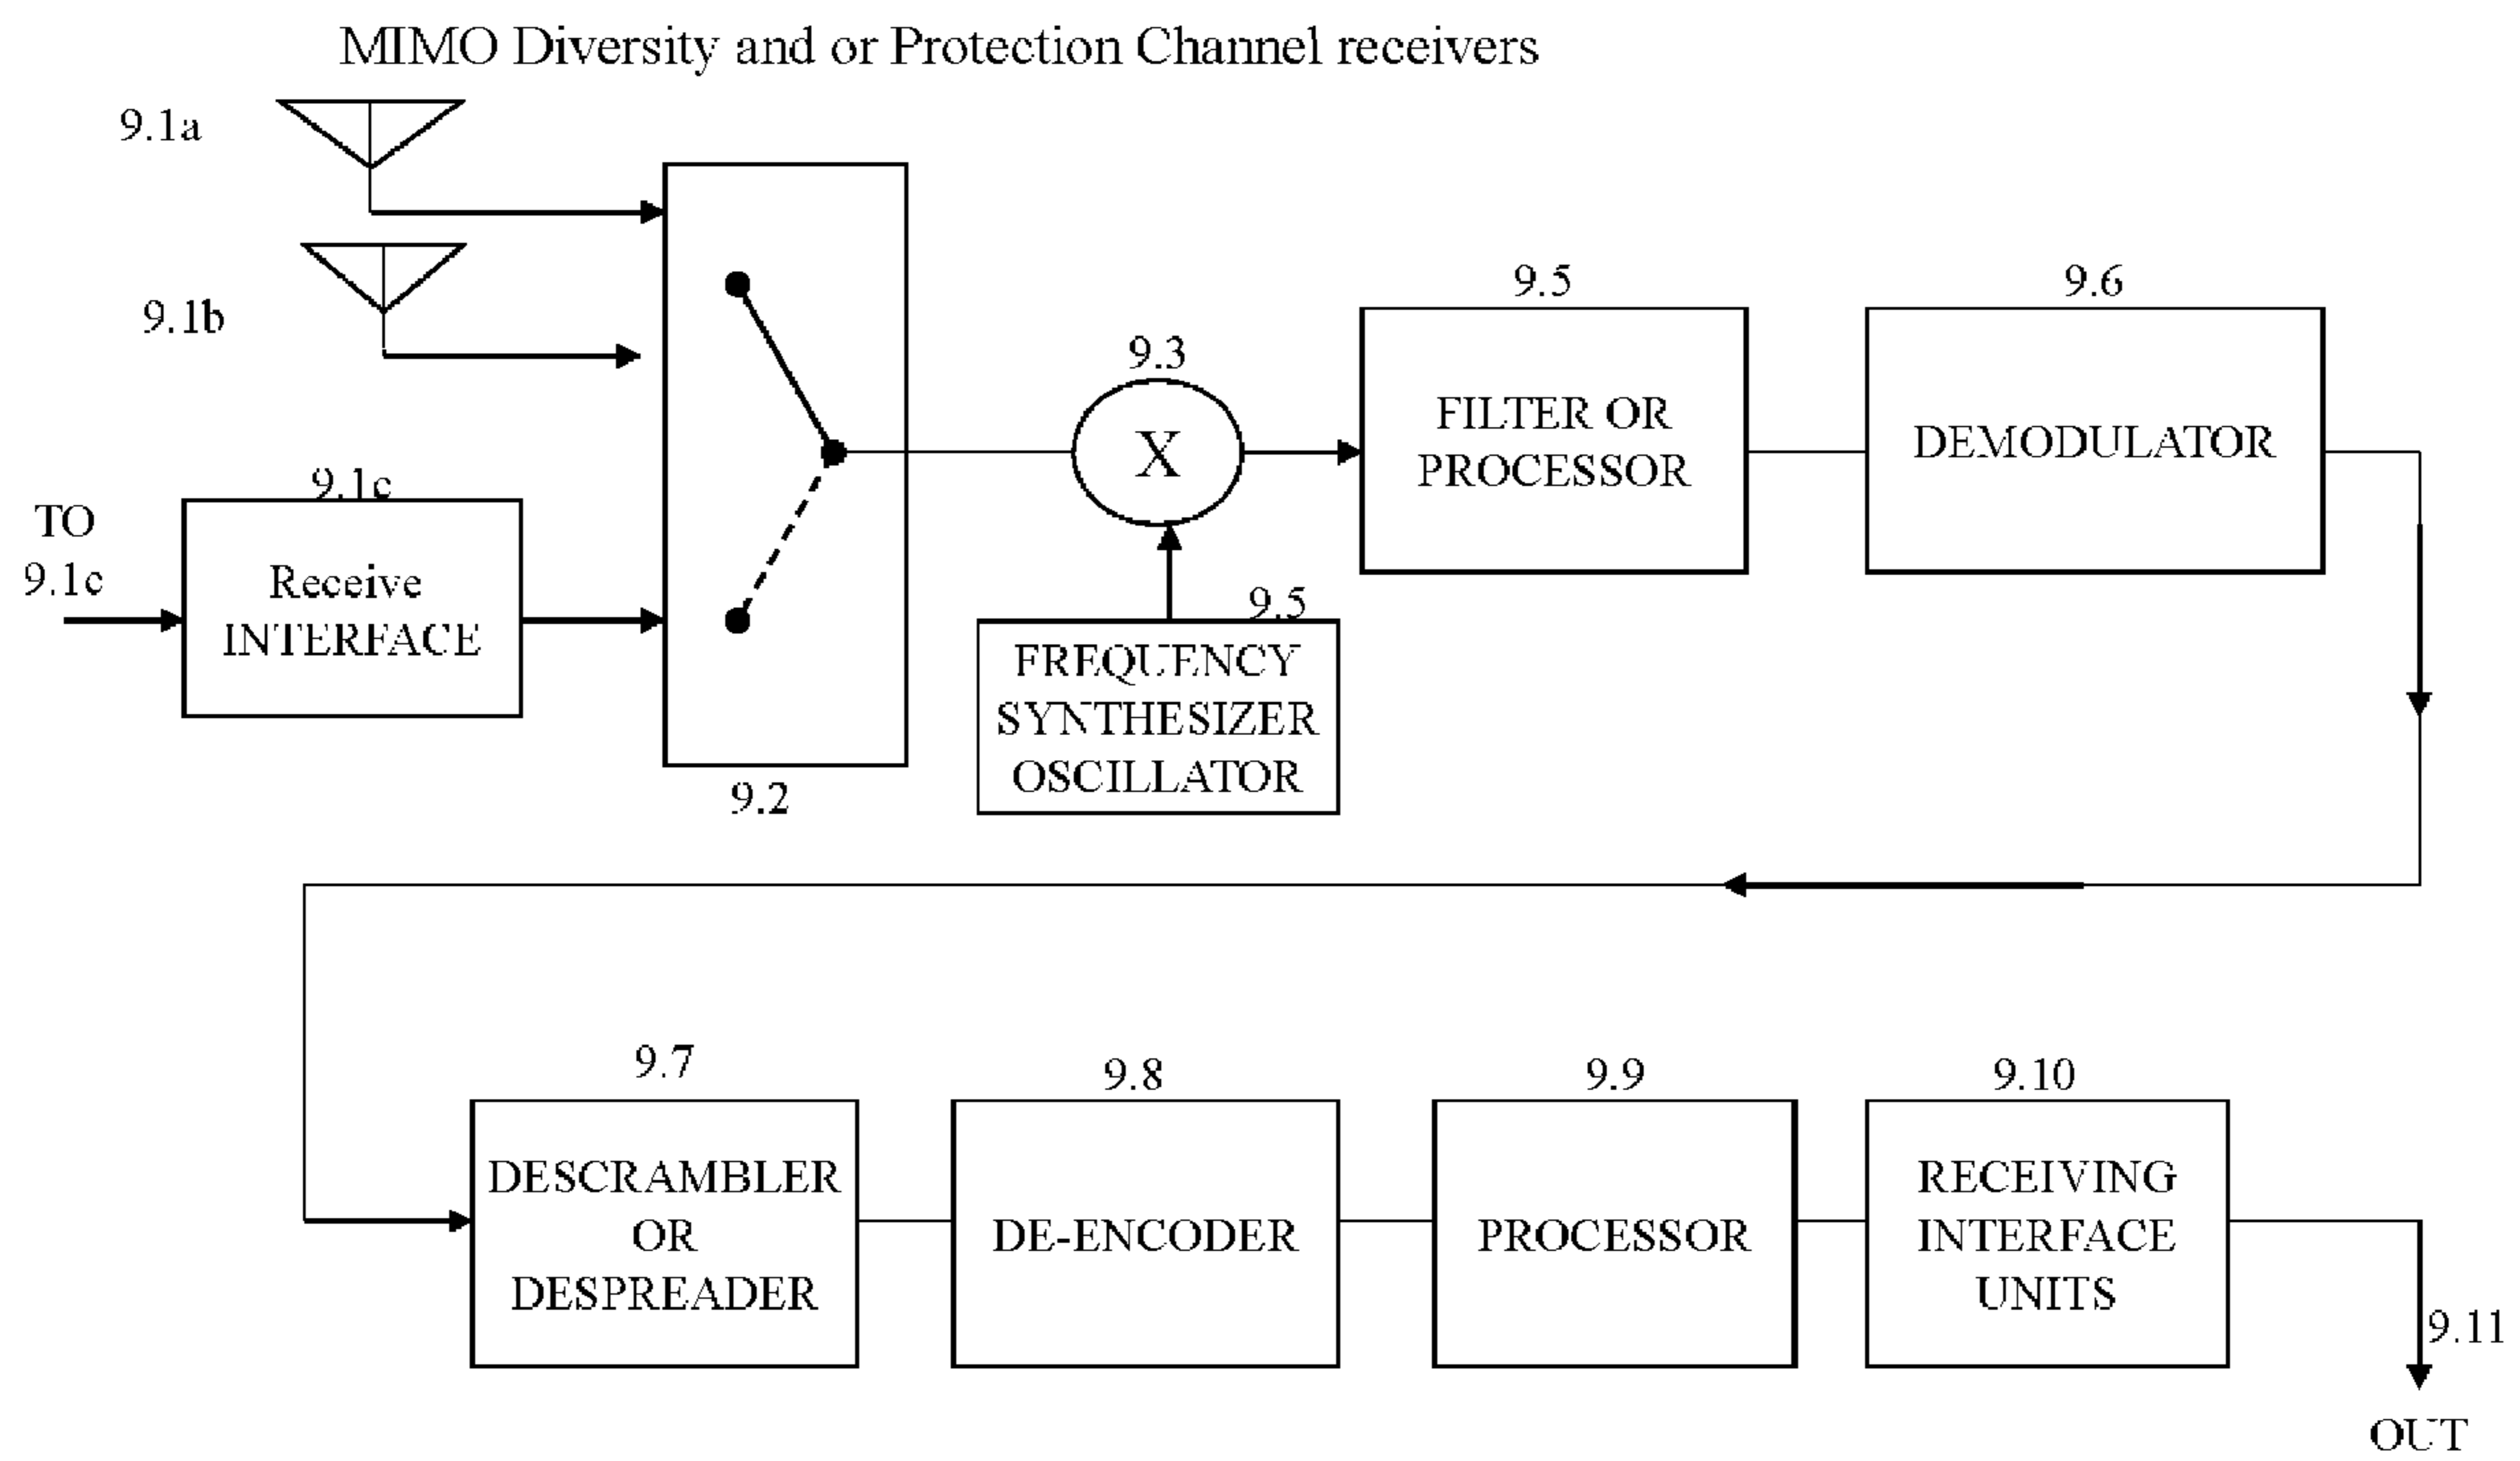 MIMO Diversity and or Protection Channel receivers
9.1a
9.1b
9.1c
TO
9.1c
Receive
INTERFACE
9.2
9.3
9.5
FREQUENCY
SYNTHESIZER
OSCILLATOR
9.5
FILTER OR
PROCESSOR
9.6
DEMODULATOR
9.7
DESCRAMBLER
OR
DESPREADER
9.8
DE-ENCODER
9.9
PROCESSOR
9.10
RECEIVING
INTERFACE
UNITS
9.11
OUT
X